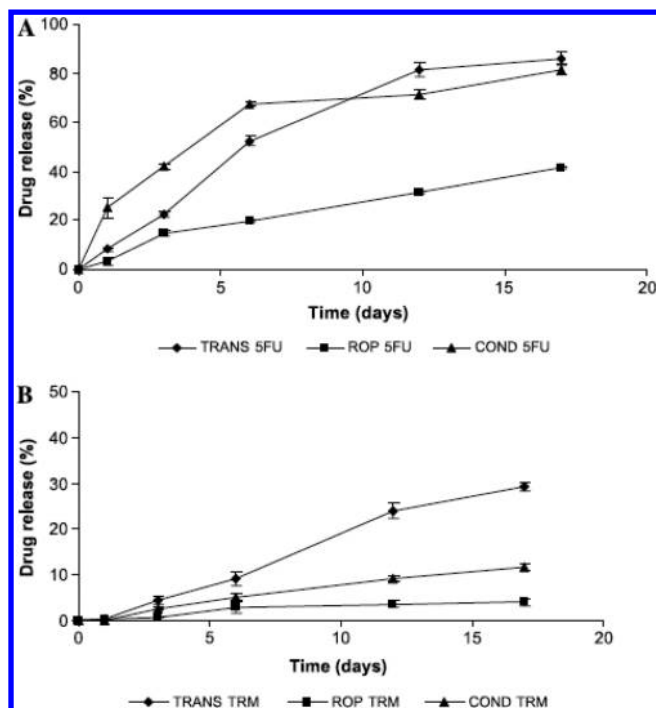 A
100
80
60
40
20
0
Drug release (%)
0 5 10 15 20
Time (days)
TRANS 5FU ROP 5FU COND 5FU
B
50
40
30
20
10
0
Drug release (%)
0 5 10 15 20
Time (days)
TRANS TRM ROP TRM COND TRM